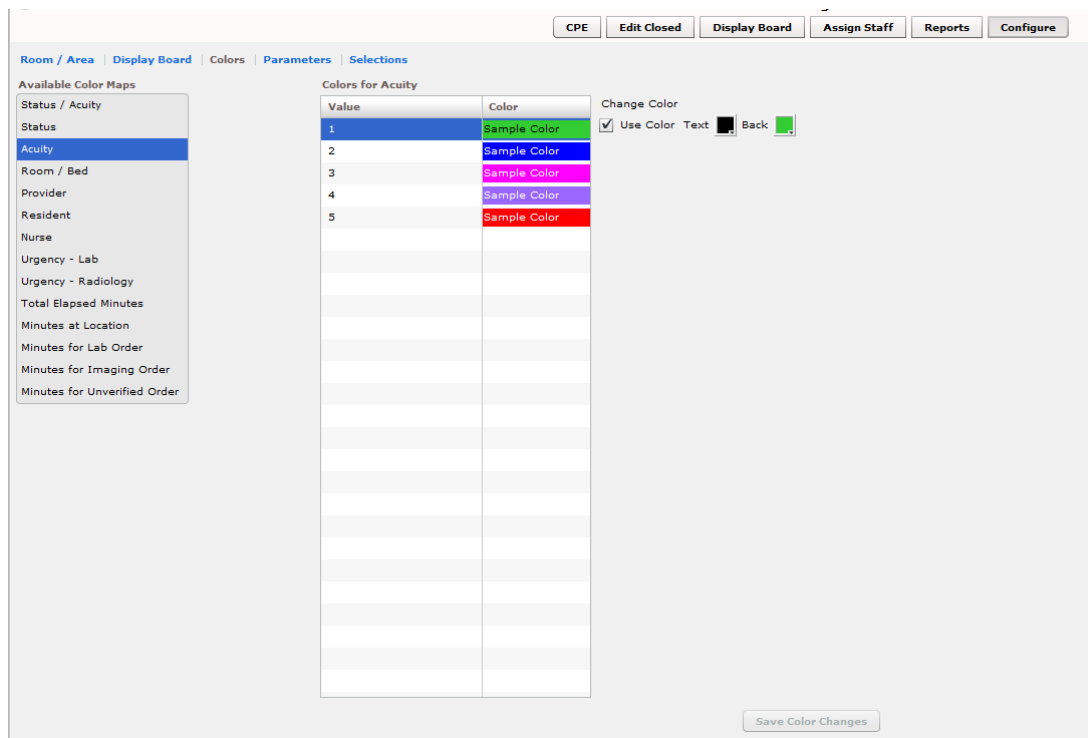 CPE Edit Closed Display Board Assign Staff Reports Configure
Room / Area Display Board Colors Parameters Selections
Available Color Maps
Status / Acuity
Status
Acuity
Room / Bed
Provider
Resident
Nurse
Urgency - Lab
Urgency - Radiology
Total Elapsed Minutes
Minutes at Location
Minutes for Lab Order
Minutes for Imaging Order
Minutes for Unverified Order
Colors for Acuity
Value Color
1 Sample Color
2 Sample Color
3 Sample Color
4 Sample Color
5 Sample Color
Change Color
Use Color Text Back
Save Color Changes